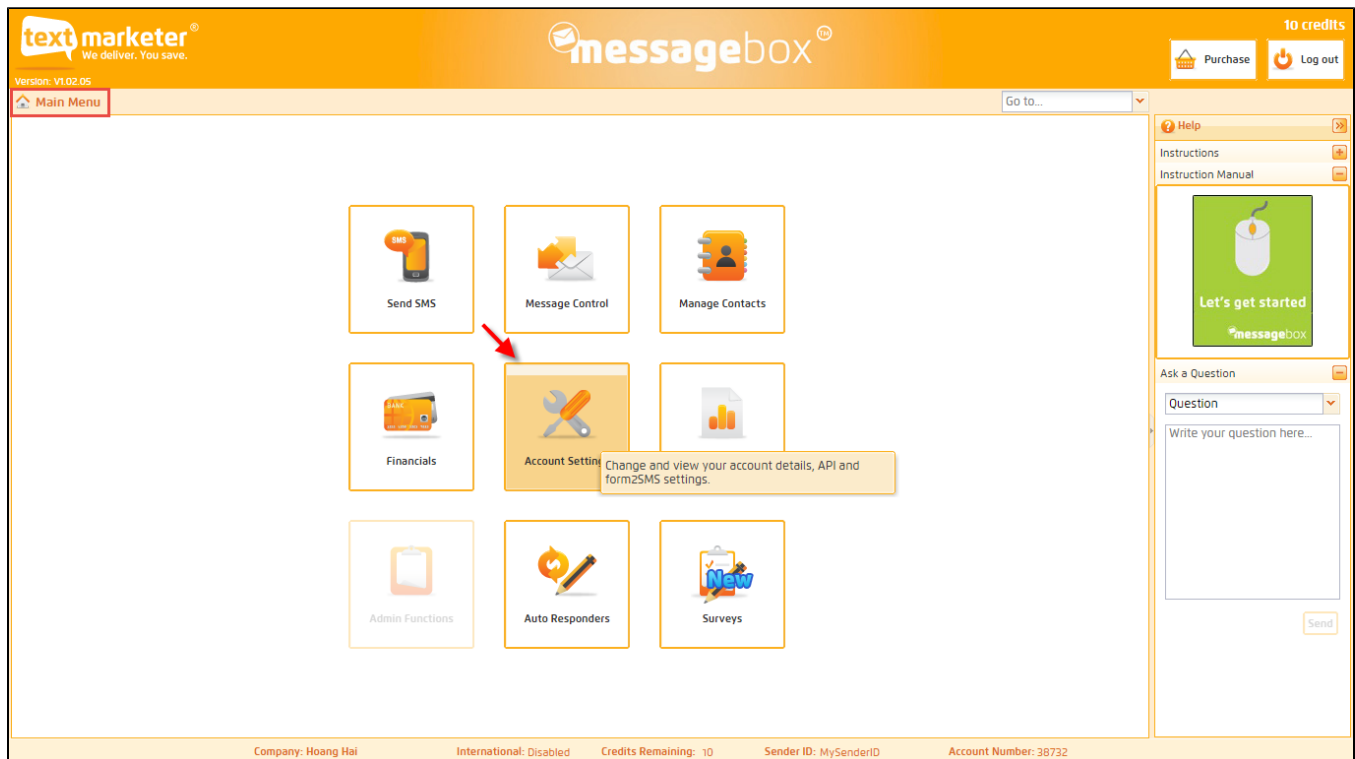 text marketer®
We deliver. You save.
Version: V1.02.05
messagebox™®
10 credits
Purchase
Log out
Main Menu
Go to...
Help
Instructions
Instruction Manual
Let's get started
messagebox
Ask a Question
Question
Write your question here...
Send
SMS
Send SMS
Message Control
Manage Contacts
Financials
Account Setting
Change and view your account details, API and
form2SMS settings.
Admin Functions
Auto Responders
New
Surveys
Company: Hoang Hai
International: Disabled
Credits Remaining: 10
Sender ID: MySenderID
Account Number: 38732